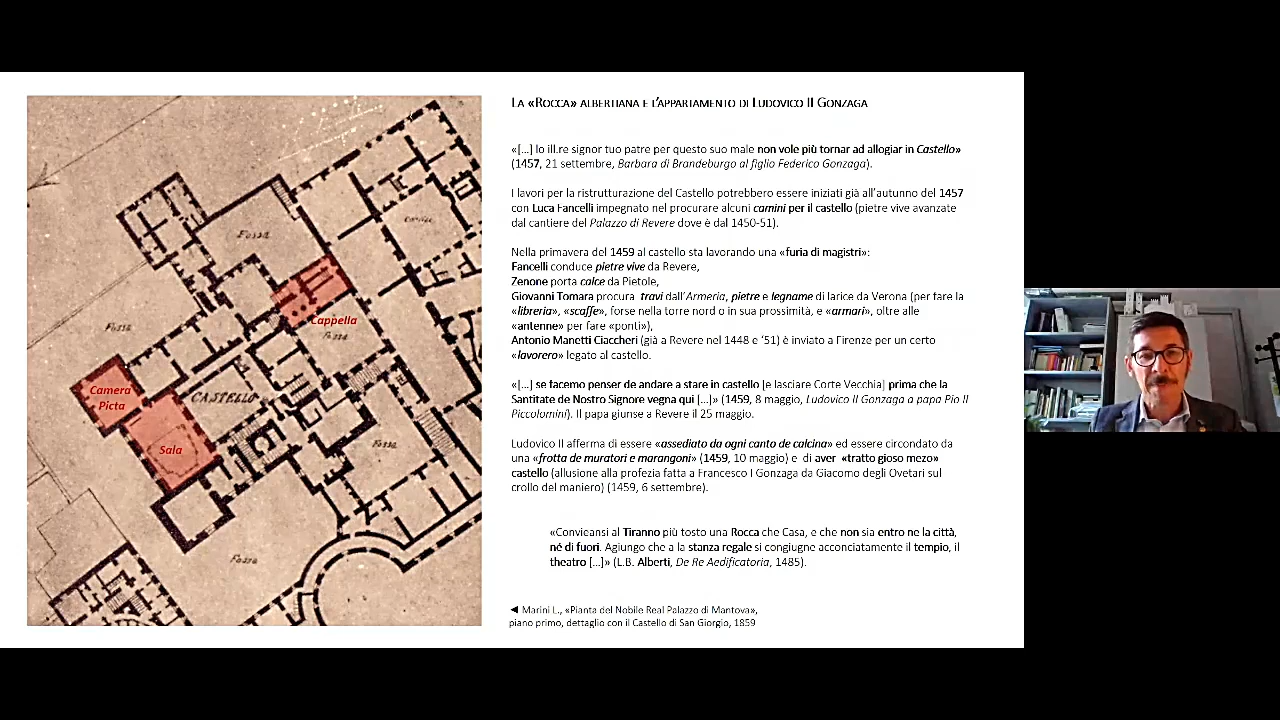 LA «ROCCA» ALBERTIANA E L'APPARTAMENTO DI LUDOVICO II GONZAGA
«[...] lo ill.re signor tuo patre per questo suo male non vole più tornar ad allogiar in Castello»
(1457, 21 settembre, Barbara di Brandeburgo al figlio Federico Gonzaga).
I lavori per la ristrutturazione del Castello potrebbero essere iniziati già all'autunno del 1457
con Luca Fancelli impegnato nel procurare alcuni camini per il castello (pietre vive avanzate
dal cantiere del Palazzo di Revere dove è dal 1450-51).
Nella primavera del 1459 al castello sta lavorando una «furia di magistri»:
Fancelli conduce pietre vive da Revere,
Zenone porta calce da Pietole,
Giovanni Tomara procura travi dall'Armeria, pietre e legname di larice da Verona (per fare la
«libreria», «scaffe», forse nella torre nord o in sua prossimità, e «armari», oltre alle
«antenne» per fare «ponti»),
Antonio Manetti Ciaccheri (già a Revere nel 1448 e '51) è inviato a Firenze per un certo
«lavorero» legato al castello.
«[...] nui facemo penser de andare a stare in castello [e lasciar Corte Vecchia] prima che la
Santitate de Nostro Signore vegna qui [...]» (1459, 8 maggio, Ludovico II Gonzaga a papa Pio II
Piccolomini). Il papa giunse a Revere il 25 maggio.
Ludovico II afferma di essere «assediato da ogni canto de calcina» ed essere circondato da
una «frotta de muratori e marangoni» (1459, 10 maggio) e di aver «tratto gioso mezo»
castello (allusione alla profezia fatta a Francesco I Gonzaga da Giacomo degli Ovetari sul
crollo del maniero) (1459, 6 settembre).
«Convieansi al Tiranno più tosto una Rocca che Casa, e che non sia entro ne la città,
né di fuori. Agiungo che a la stanza regale si congiugne acconciatamente il tempio, il
theatro [...]» (L.B. Alberti, De Re Aedificatoria, 1485).
◄ Marini L., «Pianta del Nobile Real Palazzo di Mantova»,
piano primo, dettaglio con il Castello di San Giorgio, 1859
Fossa
Cappella
Fossa
Fossa
Camera
Picta
CASTELLO
Sala
Fossa
Fossa